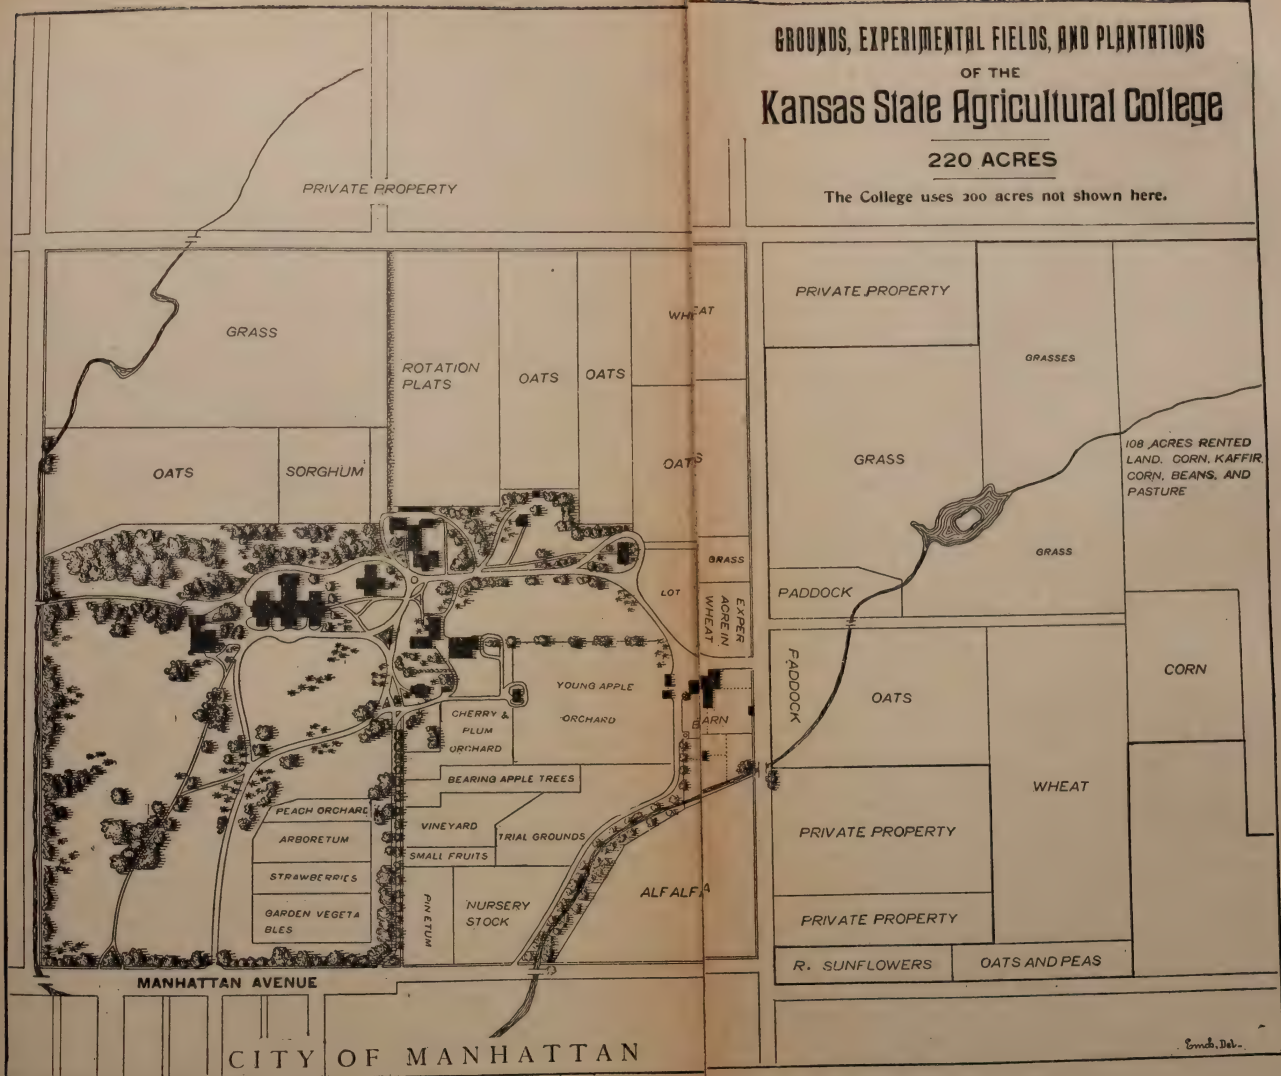 GROUNDS, EXPERIMENTAL FIELDS, AND PLANTATIONS
OF THE
Kansas State Agricultural College
220 ACRES
The College uses 200 acres not shown here.
PRIVATE PROPERTY
GRASS
ROTATION
PLATS
OATS
OATS
WHEAT
PRIVATE PROPERTY
GRASSES
OATS
SORGHUM
OATS
GRASS
108 ACRES RENTED
LAND. CORN, KAFFIR
CORN, BEANS, AND
PASTURE
GRASS
GRASS
LOT
EXPER
ACRE IN
WHEAT
PADDOCK
PADDOCK
OATS
CORN
YOUNG APPLE
ORCHARD
CHERRY &
PLUM
ORCHARD
BARN
BEARING APPLE TREES
WHEAT
PEACH ORCHARD
ARBORETUM
STRAWBERRIES
GARDEN VEGETA
BLES
VINEYARD
TRIAL GROUNDS
SMALL FRUITS
PRIVATE PROPERTY
PINETUM
NURSERY
STOCK
ALFALFA
PRIVATE PROPERTY
R. SUNFLOWERS
OATS AND PEAS
MANHATTAN AVENUE
CITY OF MANHATTAN